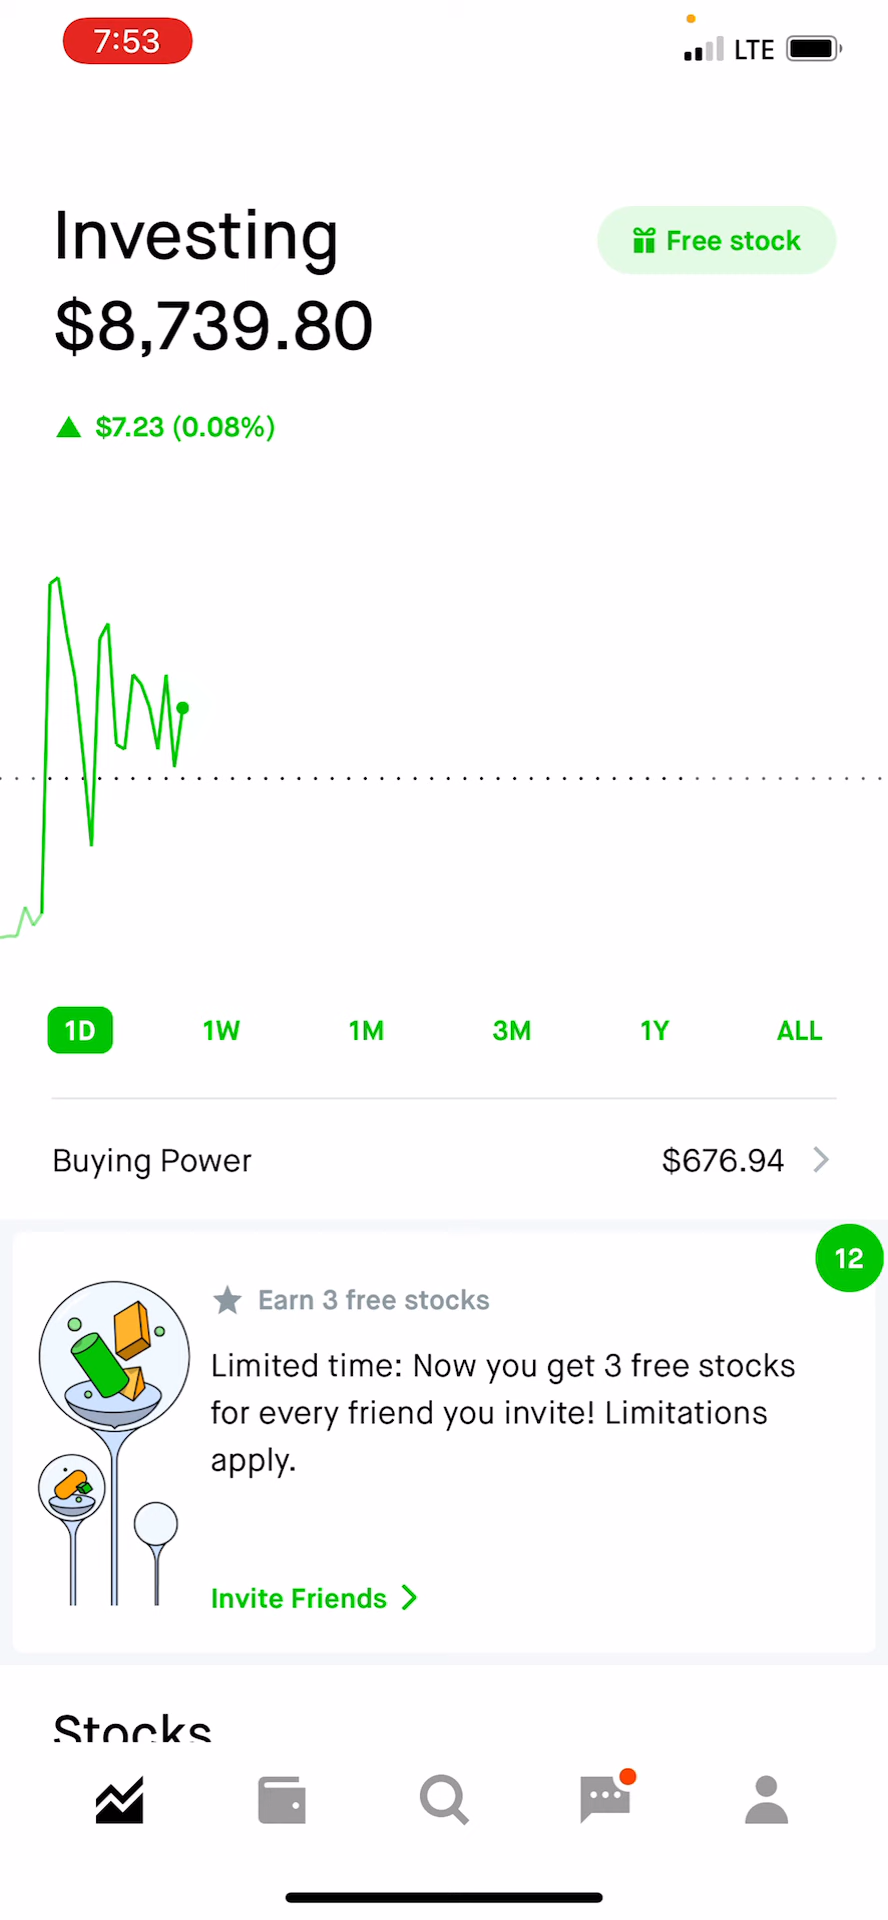 7:53
LTE
Investing
Free stock
$8,739.80
$7.23 (0.08%)
1D 1W 1M 3M 1Y ALL
Buying Power $676.94
12
Earn 3 free stocks
Limited time: Now you get 3 free stocks
for every friend you invite! Limitations
apply.
Invite Friends
Stocks